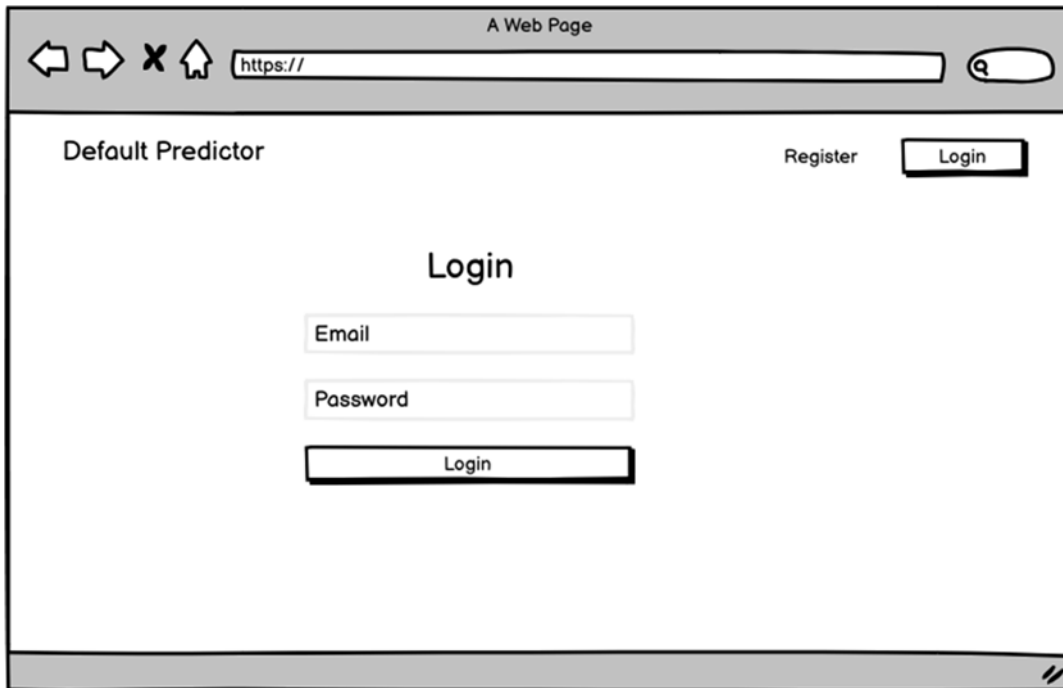 A Web Page
https://
Default Predictor
Register
Login
Login
Email
Password
Login